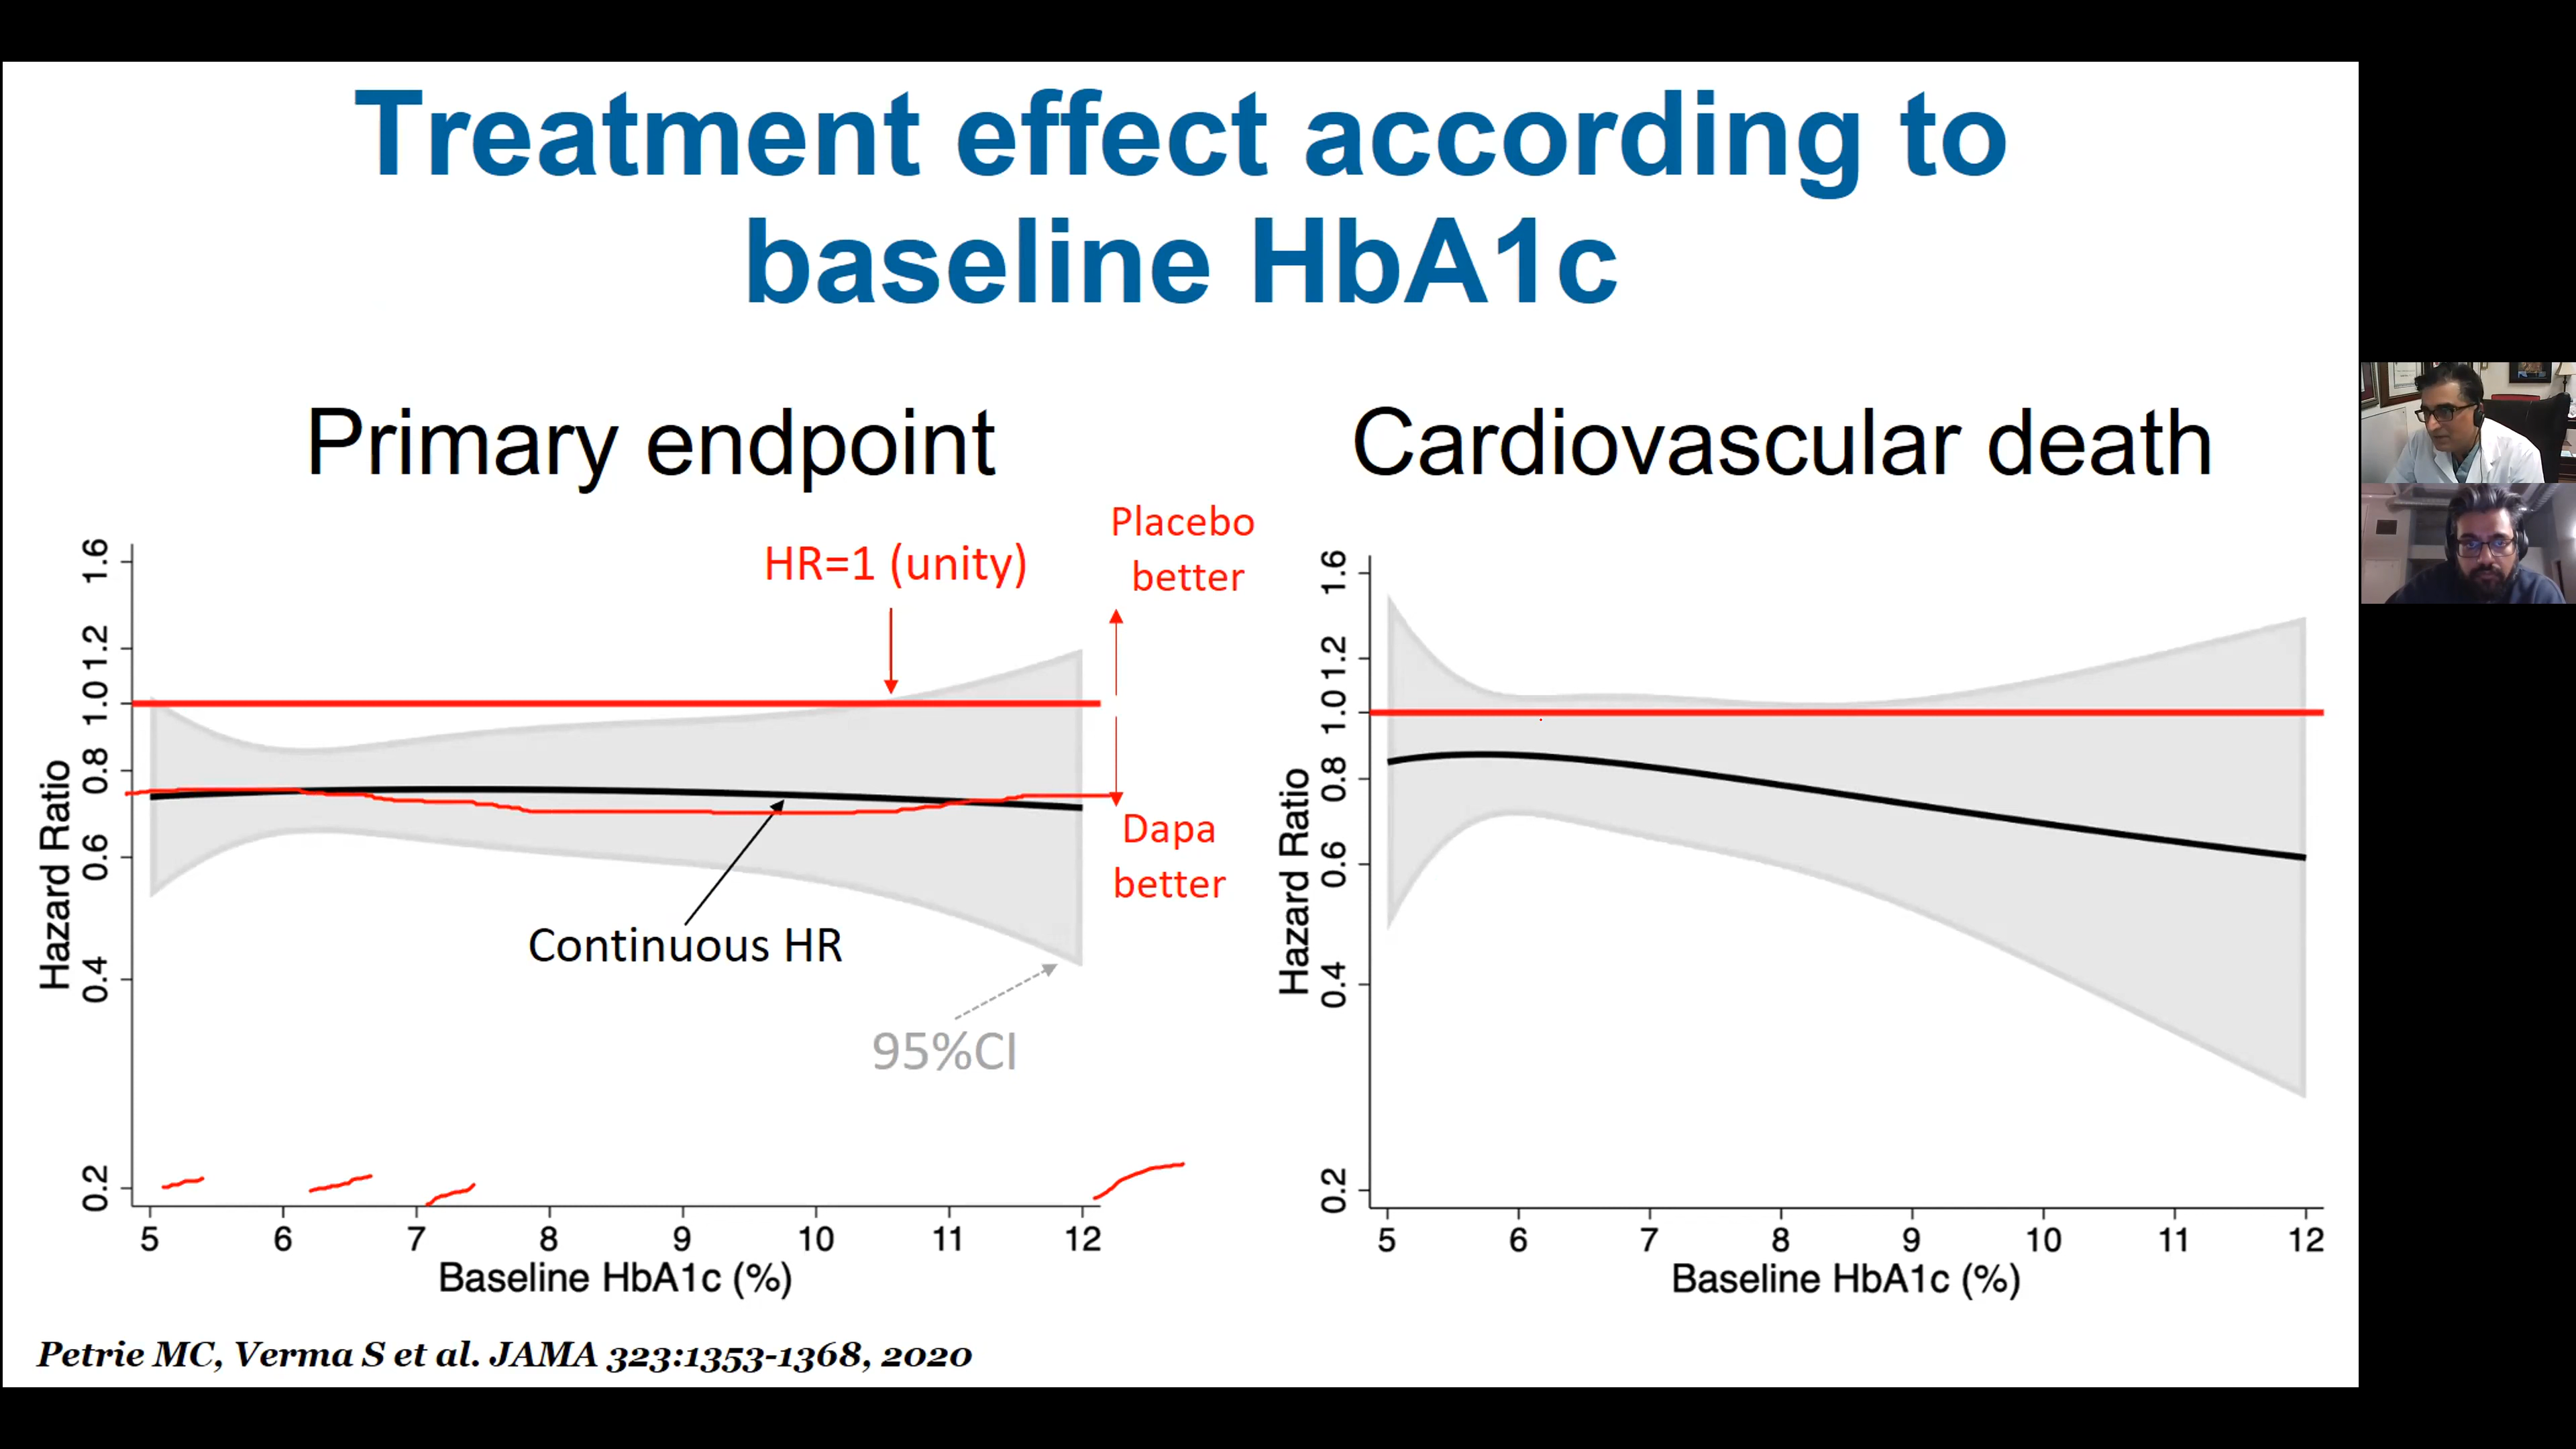 Treatment effect according to
baseline HbA1c
Primary endpoint
Cardiovascular death
HR=1 (unity)
Placebo
better
Dapa
better
Continuous HR
95%CI
Hazard Ratio
1.6
1.2
1.0
0.8
0.6
0.4
0.2
5 6 7 8 9 10 11 12
Baseline HbA1c (%)
Hazard Ratio
1.6
1.2
1.0
0.8
0.6
0.4
0.2
5 6 7 8 9 10 11 12
Baseline HbA1c (%)
Petrie MC, Verma S et al. JAMA 323:1353-1368, 2020